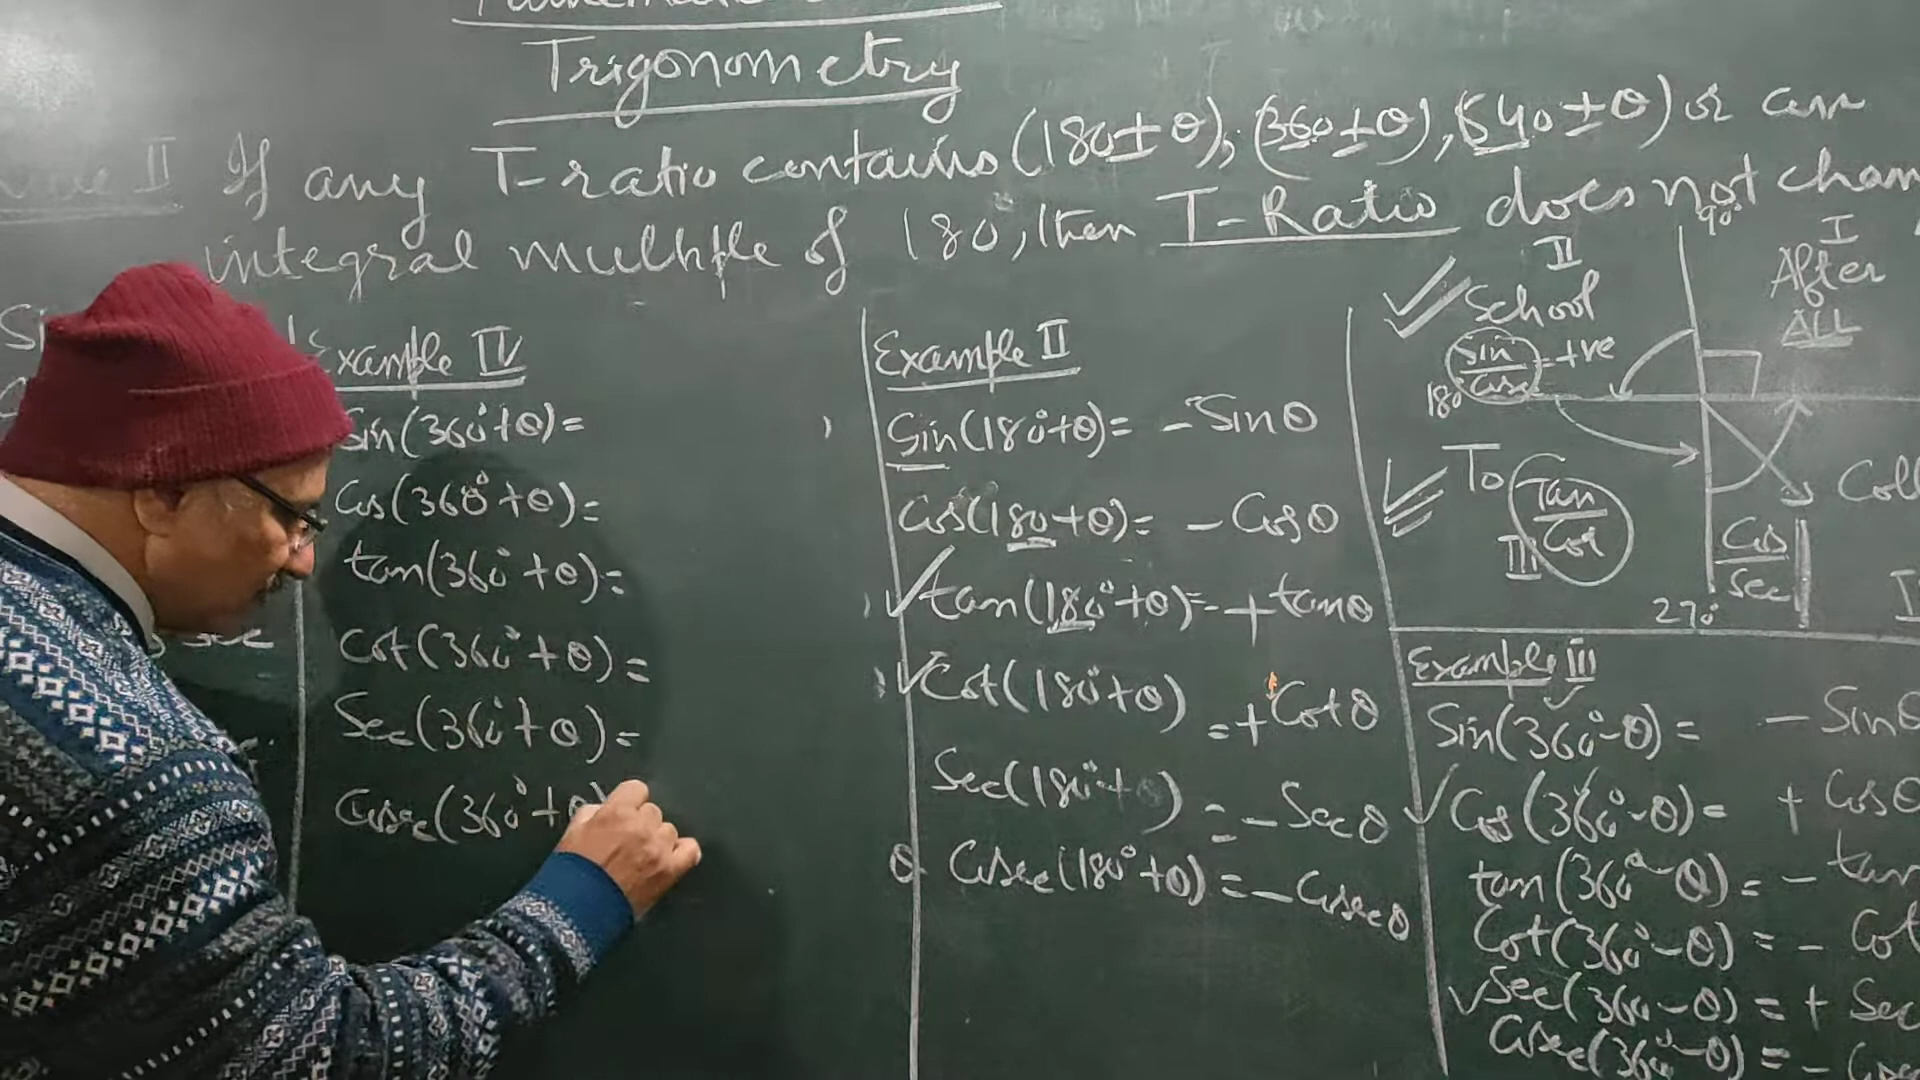 Trigonometry
II If any T-ratio contains (180±θ), (360±θ), (540±θ) or
integral multiple of 180°, then T-Ratio does not
Example IV
Sin(360°+θ)=
Cos(360°+θ)=
tan(360°+θ)=
Cot(360°+θ)=
Sec(360°+θ)=
Cosec(360°+θ)
sec
Example II
Sin(180°+θ)= -Sinθ
Cos(180+θ)= - Cosθ
tan(180°+θ)= + tanθ
Cot(180°+θ) = + Cotθ
Sec(180°+θ) = - Secθ
Cosec(180°+θ) = - Cosecθ
90°
I
After
ALL
II
School
Sin
Cosec
= +ve
180
To
Tan
Cot
III
Cos
Sec
270°
Example III
Sin(360°-θ)= - Sinθ
Cos(360°-θ)= + Cosθ
tan(360°-θ)= - tan
Cot(360°-θ) = - Cot
Sec(360-θ) = + Sec
Cosec(360°-θ) = -